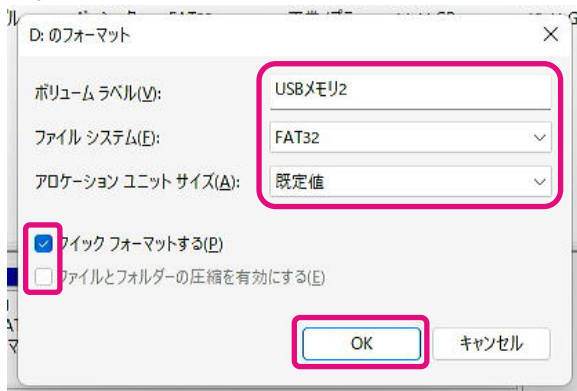 D: のフォーマット
ボリューム ラベル(V):
USBメモリ2
ファイル システム(F):
FAT32
アロケーション ユニット サイズ(A):
既定値
クイック フォーマットする(P)
ファイルとフォルダーの圧縮を有効にする(E)
OK
キャンセル